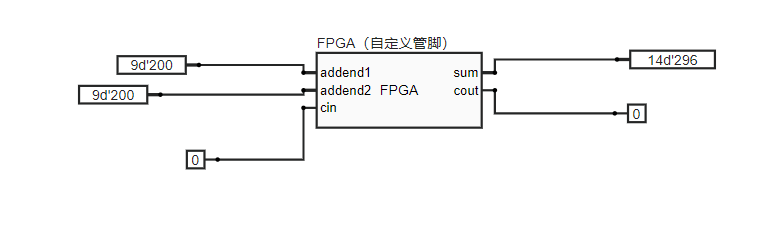 FPGA（自定义管脚）
9d'200
addend1
sum
14d'296
9d'200
addend2
FPGA
cout
cin
0
0